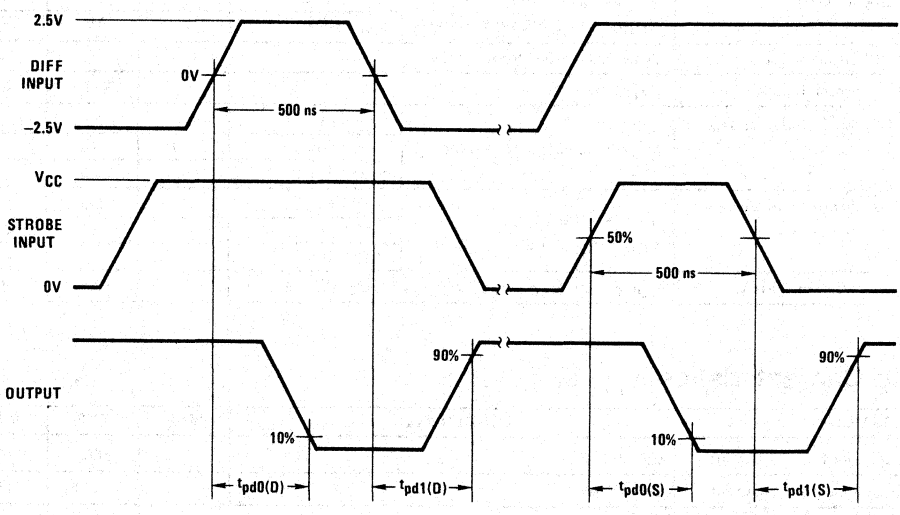 2.5V
DIFF
INPUT
0V
500 ns
-2.5V
VCC
STROBE
INPUT
50%
500 ns
0V
90%
90%
OUTPUT
10%
10%
tpd0(D)
tpd1(D)
tpd0(S)
tpd1(S)